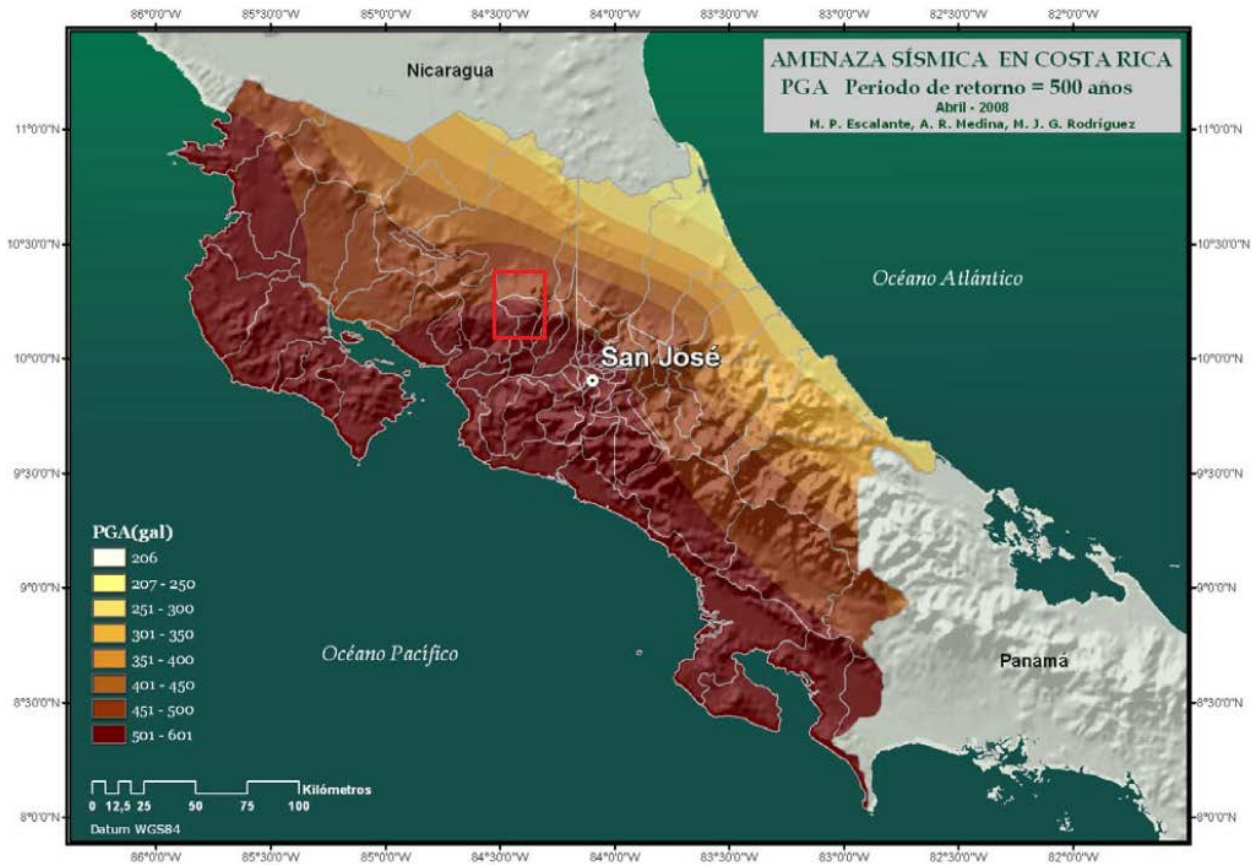 86°0'0"W 85°30'0"W 85°0'0"W 84°30'0"W 84°0'0"W 83°30'0"W 83°0'0"W 82°30'0"W 82°0'0"W
AMENAZA SÍSMICA EN COSTA RICA
PGA Periodo de retorno = 500 años
Abril - 2008
M. P. Escalante, A. R. Medina, M. J. G. Rodríguez
Nicaragua
11°0'0"N 11°0'0"N
10°30'0"N 10°30'0"N
Océano Atlántico
10°0'0"N 10°0'0"N
San José
9°30'0"N 9°30'0"N
PGA(gal)
206
207 - 250
9°0'0"N 9°0'0"N
251 - 300
301 - 350
351 - 400
401 - 450
451 - 500
501 - 601
Océano Pacífico
Panamá
8°30'0"N 8°30'0"N
Kilómetros
0 12,5 25 50 75 100
8°0'0"N 8°0'0"N
Datum WGS84
86°0'0"W 85°30'0"W 85°0'0"W 84°30'0"W 84°0'0"W 83°30'0"W 83°0'0"W 82°30'0"W 82°0'0"W